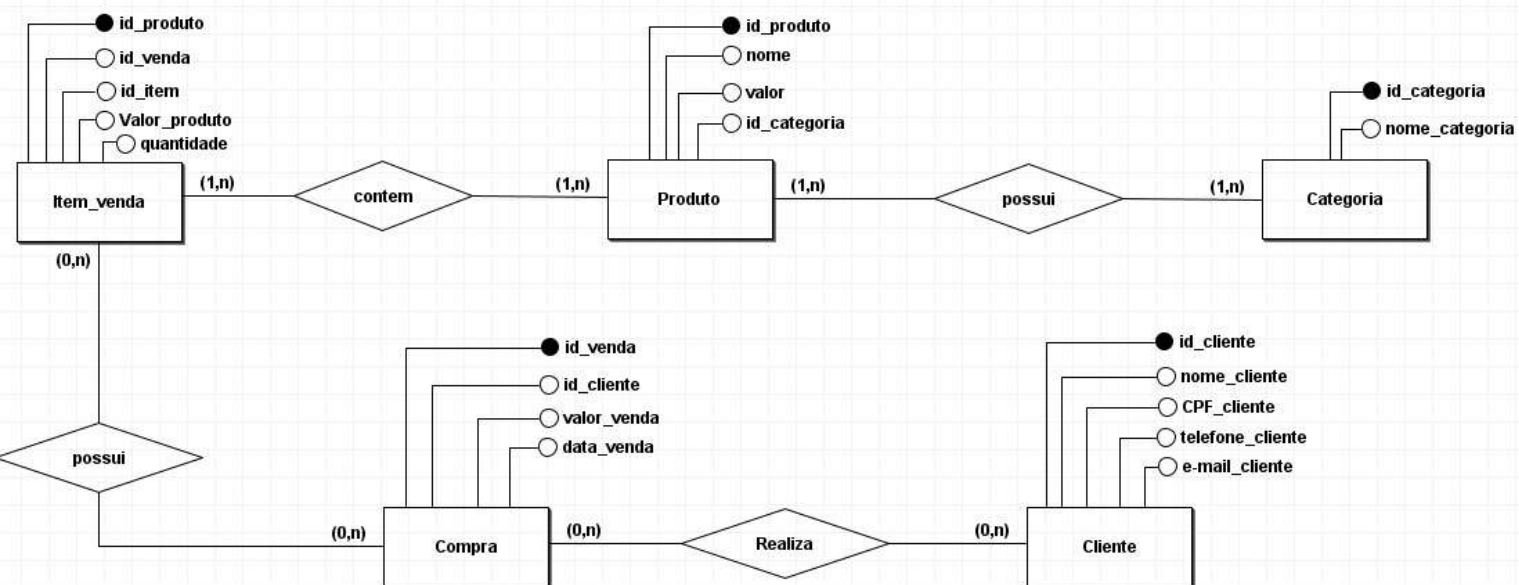 id_produto
id_venda
id_item
Valor_produto
quantidade
Item_venda
(1,n)
contem
(1,n)
id_produto
nome
valor
id_categoria
Produto
(1,n)
possui
(1,n)
id_categoria
nome_categoria
Categoria
(0,n)
possui
(0,n)
id_venda
id_cliente
valor_venda
data_venda
Compra
(0,n)
Realiza
(0,n)
id_cliente
nome_cliente
CPF_cliente
telefone_cliente
e-mail_cliente
Cliente